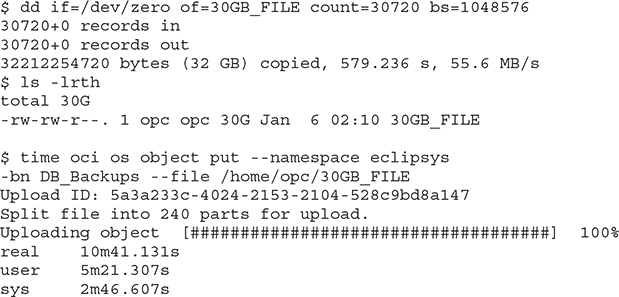 $ dd if=/dev/zero of=30GB_FILE count=30720 bs=1048576
30720+0 records in
30720+0 records out
32212254720 bytes (32 GB) copied, 579.236 s, 55.6 MB/s
$ ls -lrth
total 30G
-rw-rw-r--. 1 opc opc 30G Jan  6 02:10 30GB_FILE
$ time oci os object put --namespace eclipsys
-bn DB_Backups --file /home/opc/30GB_FILE
Upload ID: 5a3a233c-4024-2153-2104-528c9bd8a147
Split file into 240 parts for upload.
Uploading object  [####################################]  100%
real    10m41.131s
user    5m21.307s
sys     2m46.607s